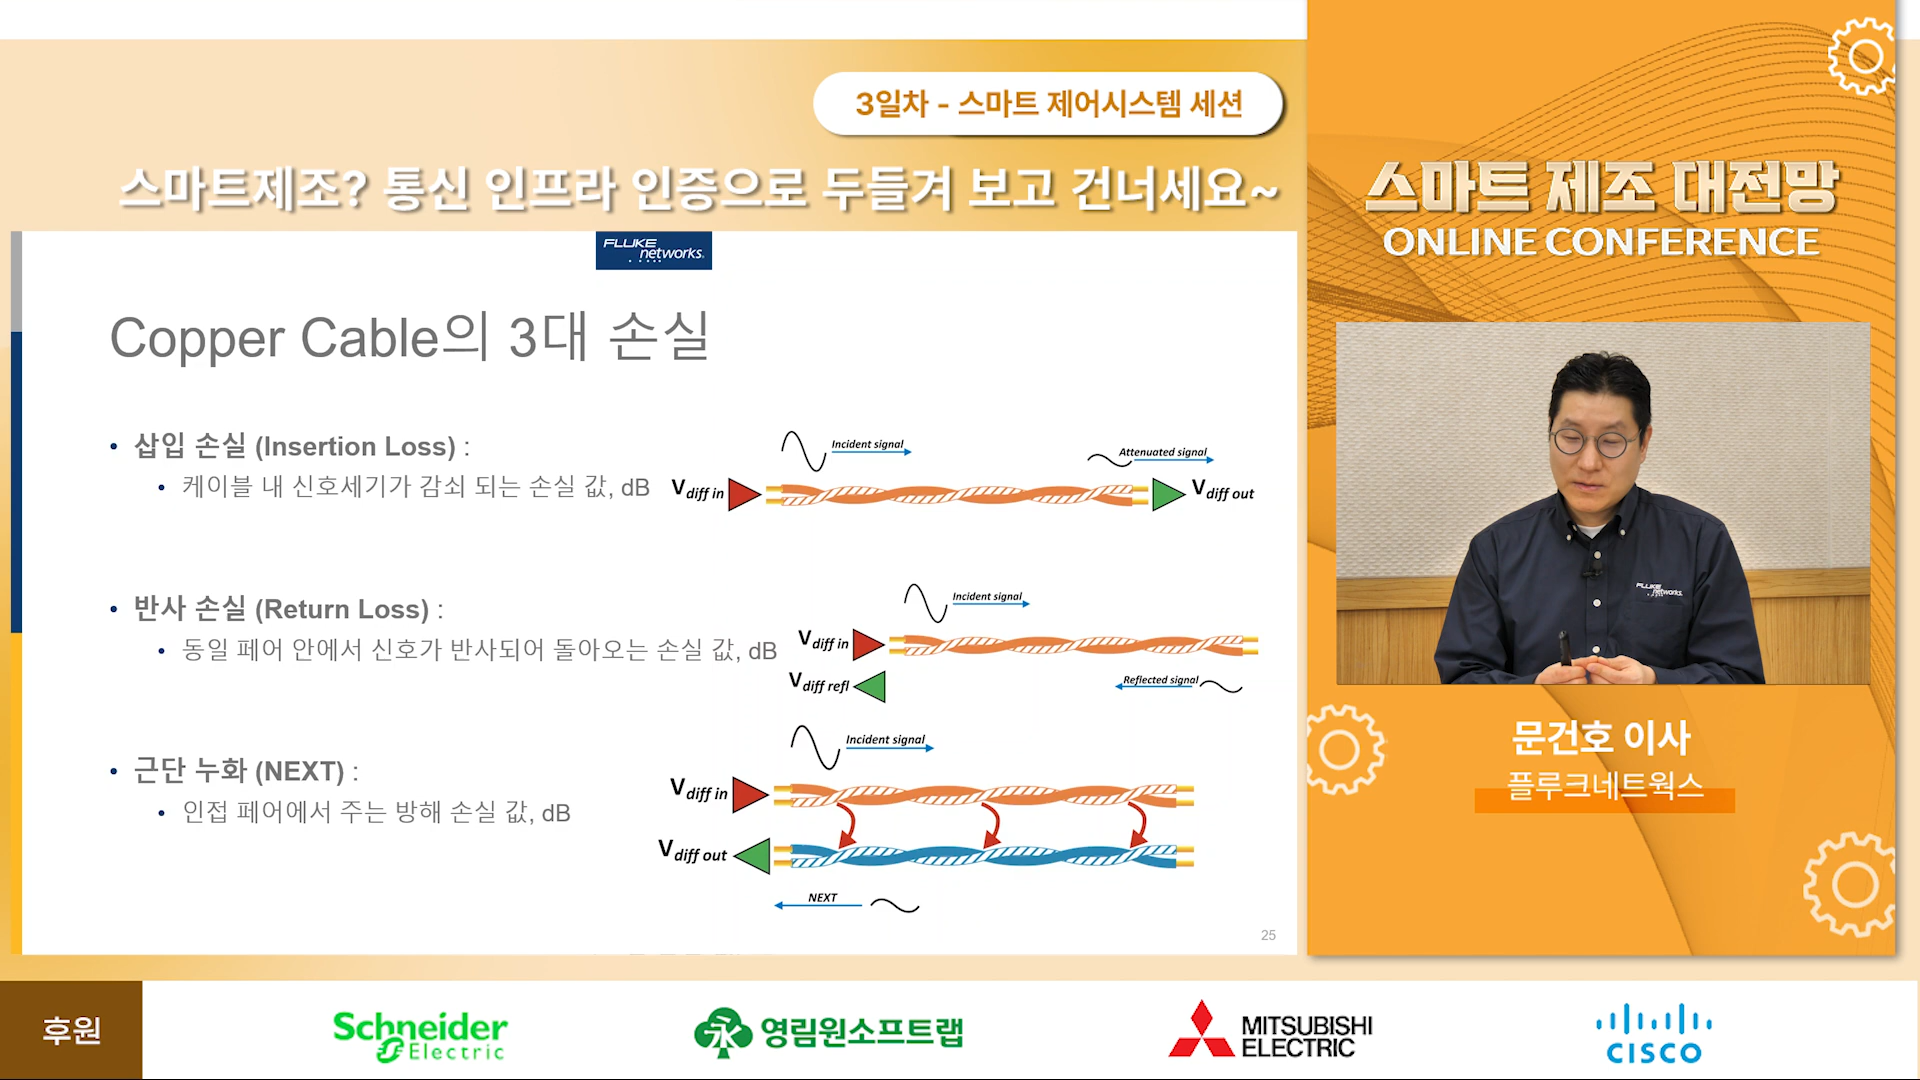 3일차 - 스마트 제어시스템 세션
스마트제조? 통신 인프라 인증으로 두들겨 보고 건너세요~
FLUKE
networks.
Copper Cable의 3대 손실
• 삽입 손실 (Insertion Loss) :
• 케이블 내 신호세기가 감쇠 되는 손실 값, dB
Incident signal
Attenuated signal
V diff in
V diff out
• 반사 손실 (Return Loss) :
• 동일 페어 안에서 신호가 반사되어 돌아오는 손실 값, dB
Incident signal
V diff in
V diff refl
Reflected signal
• 근단 누화 (NEXT) :
• 인접 페어에서 주는 방해 손실 값, dB
Incident signal
V diff in
V diff out
NEXT
25
스마트 제조 대전망
ONLINE CONFERENCE
FLUKE
networks.
문건호 이사
플루크네트웍스
후원
Schneider
Electric
永 영림원소프트랩
MITSUBISHI
ELECTRIC
CISCO